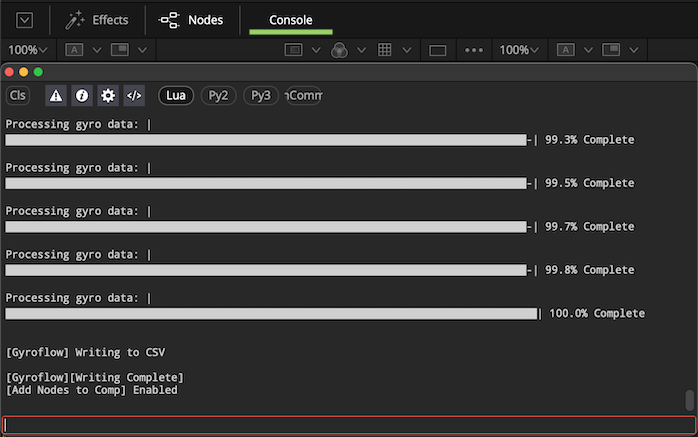 Effects Nodes Console
100% A 100% A
Cls Lua Py2 Py3
Processing gyro data: |
-| 99.3% Complete
Processing gyro data: |
-| 99.5% Complete
Processing gyro data: |
-| 99.7% Complete
Processing gyro data: |
-| 99.8% Complete
Processing gyro data: |
| 100.0% Complete
[Gyroflow] Writing to CSV
[Gyroflow][Writing Complete]
[Add Nodes to Comp] Enabled